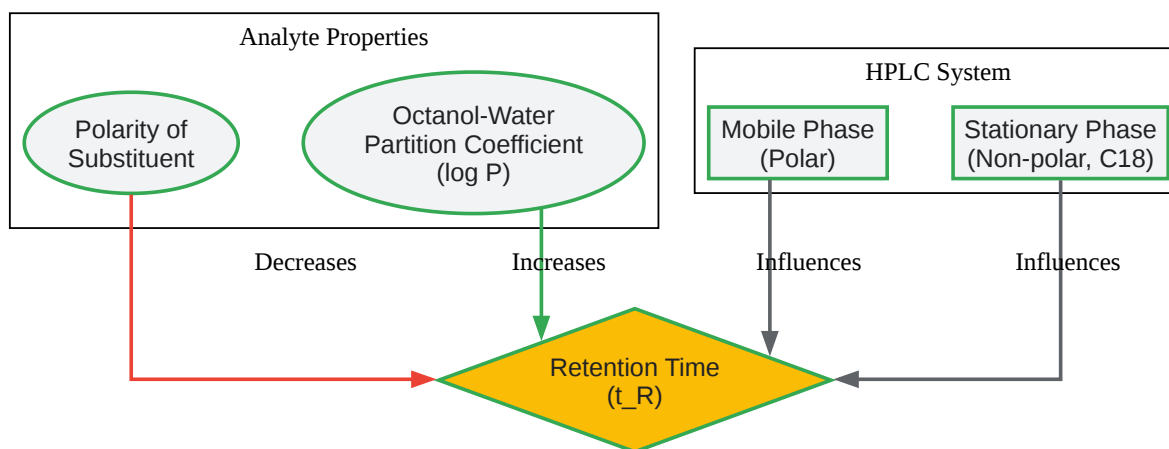 Analyte Properties
Polarity of
Substituent
Octanol-Water
Partition Coefficient
(log P)
HPLC System
Mobile Phase
(Polar)
Stationary Phase
(Non-polar, C18)
Decreases
Increases
Influences
Influences
Retention Time
(t_R)